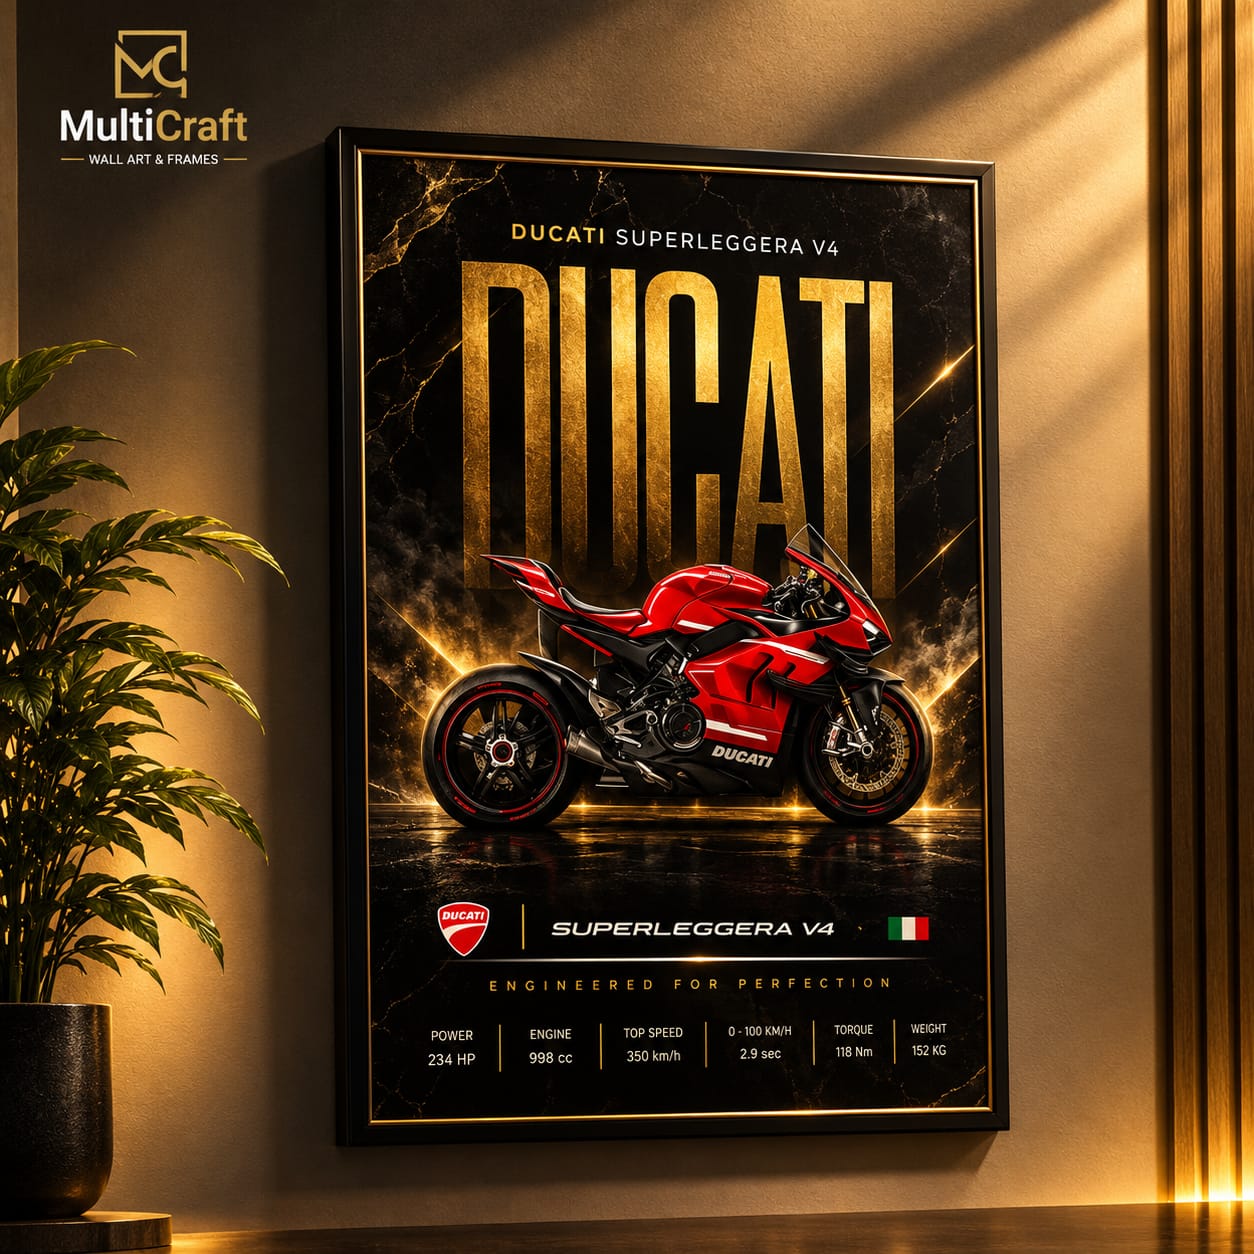 MC
MultiCraft
WALL ART & FRAMES
DUCATI SUPERLEGGERA V4
DUCATI
DUCATI
DUCATI
SUPERLEGGERA V4
ENGINEERED FOR PERFECTION
POWER
234 HP
ENGINE
998 cc
TOP SPEED
350 km/h
0 - 100 KM/H
2.9 sec
TORQUE
118 Nm
WEIGHT
152 KG